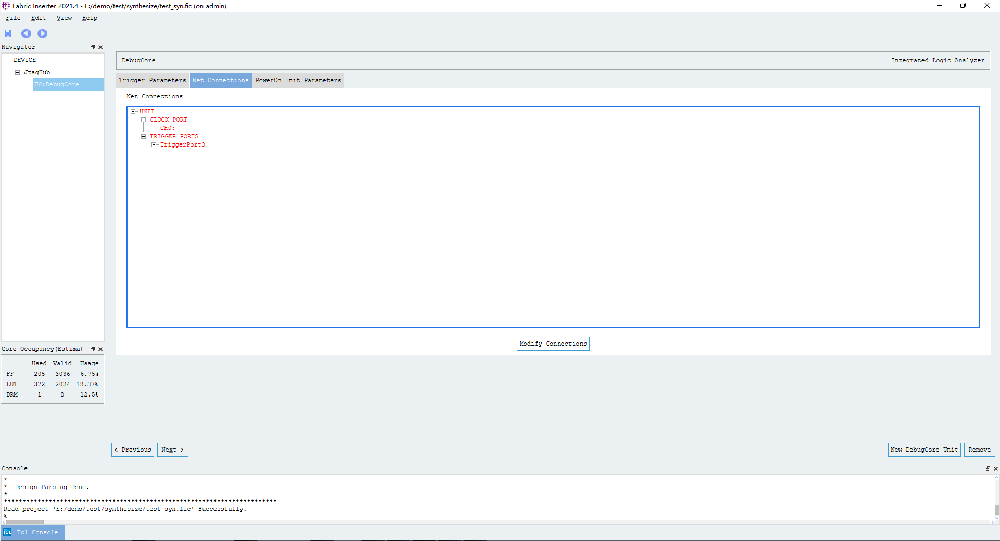 Fabric Inserter 2021.4 - E:/demo/test/synthesize/test_syn.fic (on admin)
File Edit View Help
Navigator
DEVICE
JtagHub
U0:DebugCore
DebugCore
Integrated Logic Analyzer
Trigger Parameters
Net Connections
PowerOn Init Parameters
Net Connections
UNIT
CLOCK PORT
CH0:
TRIGGER PORTS
TriggerPort0
Modify Connections
Core Occupancy(Estimat
Used Valid Usage
FF 205 3036 6.75%
LUT 372 2024 18.37%
DRM 1 8 12.5%
< Previous
Next >
New DebugCore Unit
Remove
Console
*
* Design Parsing Done.
*
*************************************************************************
Read project 'E:/demo/test/synthesize/test_syn.fic' Successfully.
%
TCL Tcl Console